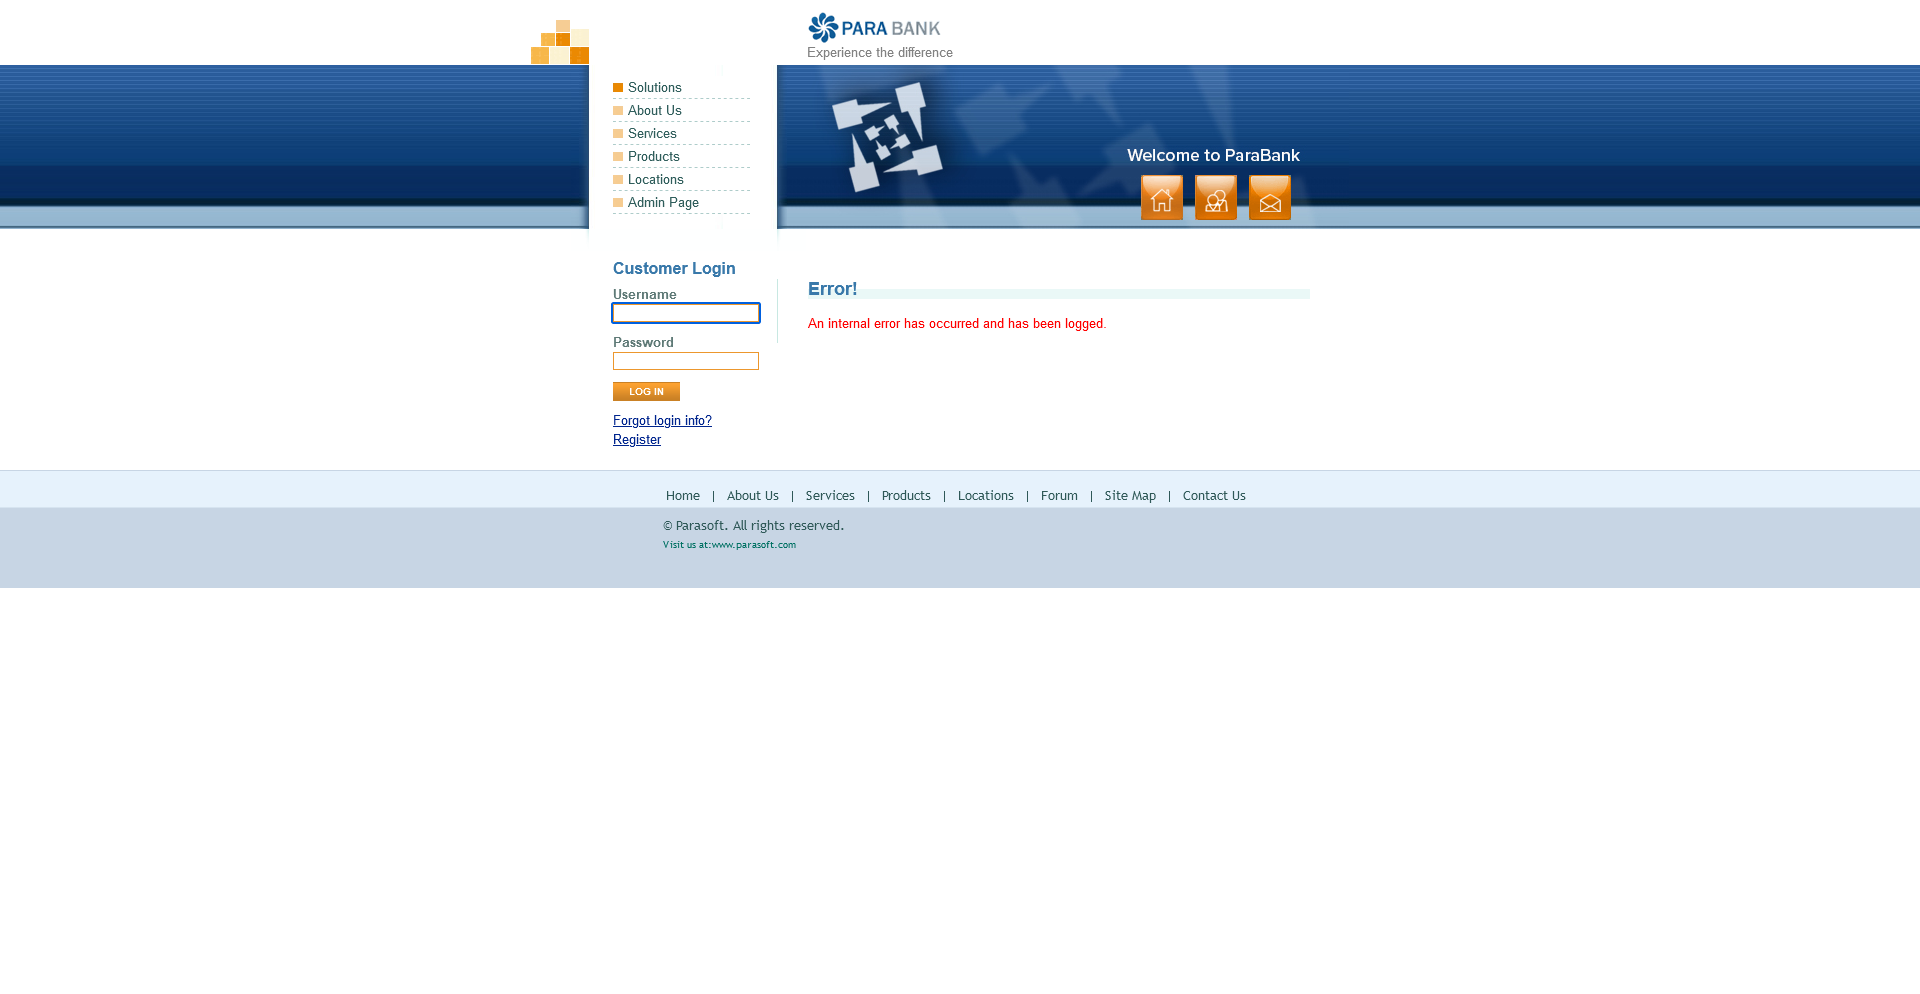 PARA BANK
Experience the difference
Solutions
About Us
Services
Products
Locations
Admin Page
Welcome to ParaBank
Customer Login
Username
Password
LOG IN
Forgot login info?
Register
Error!
An internal error has occurred and has been logged.
Home | About Us | Services | Products | Locations | Forum | Site Map | Contact Us
© Parasoft. All rights reserved.
Visit us at:www.parasoft.com